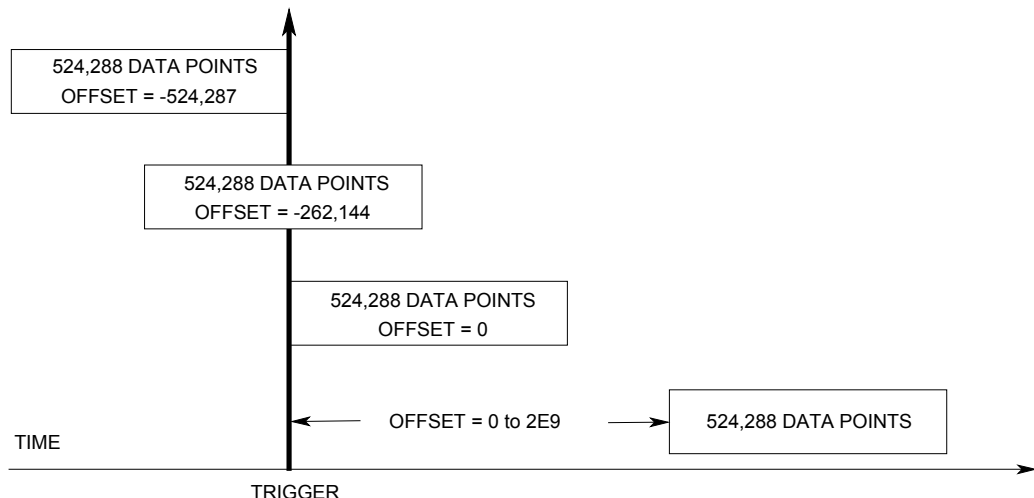 524,288 DATA POINTS
OFFSET = -524,287
524,288 DATA POINTS
OFFSET = -262,144
524,288 DATA POINTS
OFFSET = 0
OFFSET = 0 to 2E9
524,288 DATA POINTS
TIME
TRIGGER